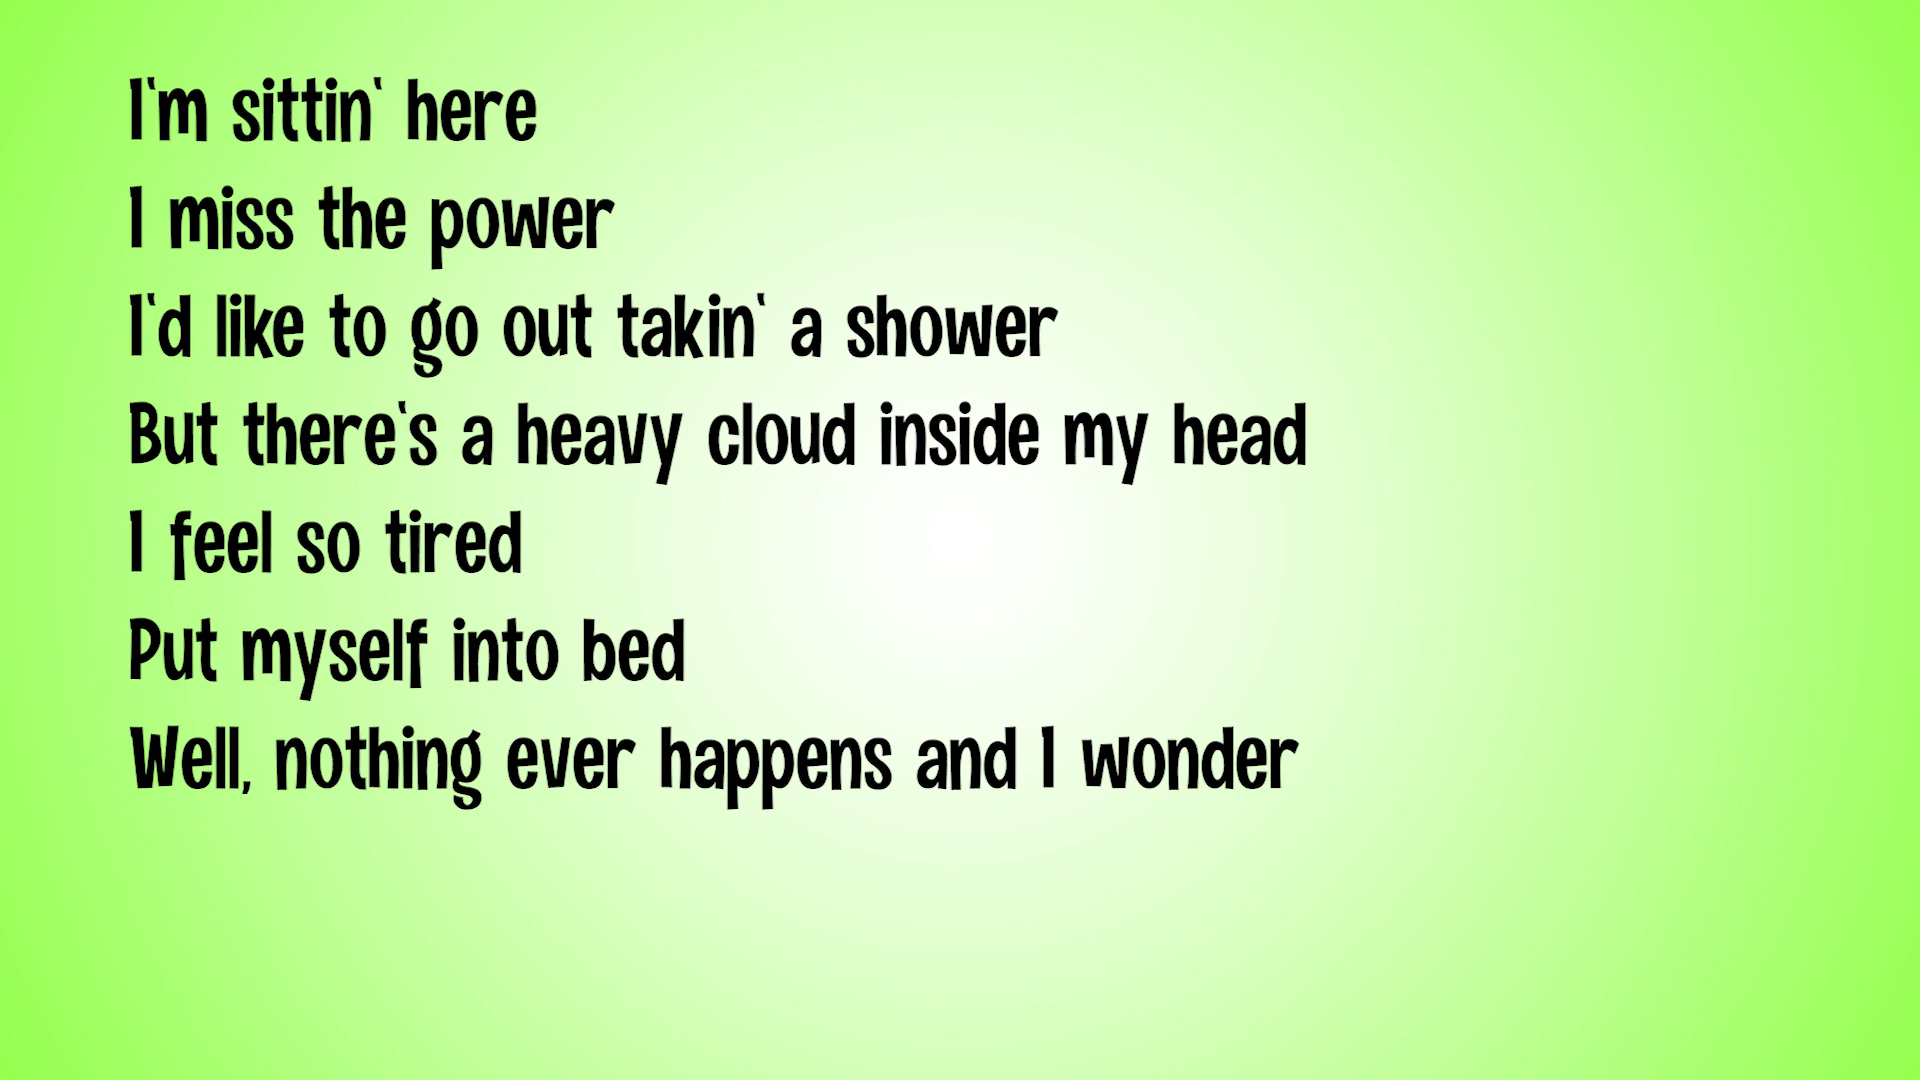 I'm sittin' here
I miss the power
I'd like to go out takin' a shower
But there's a heavy cloud inside my head
I feel so tired
Put myself into bed
Well, nothing ever happens and I wonder